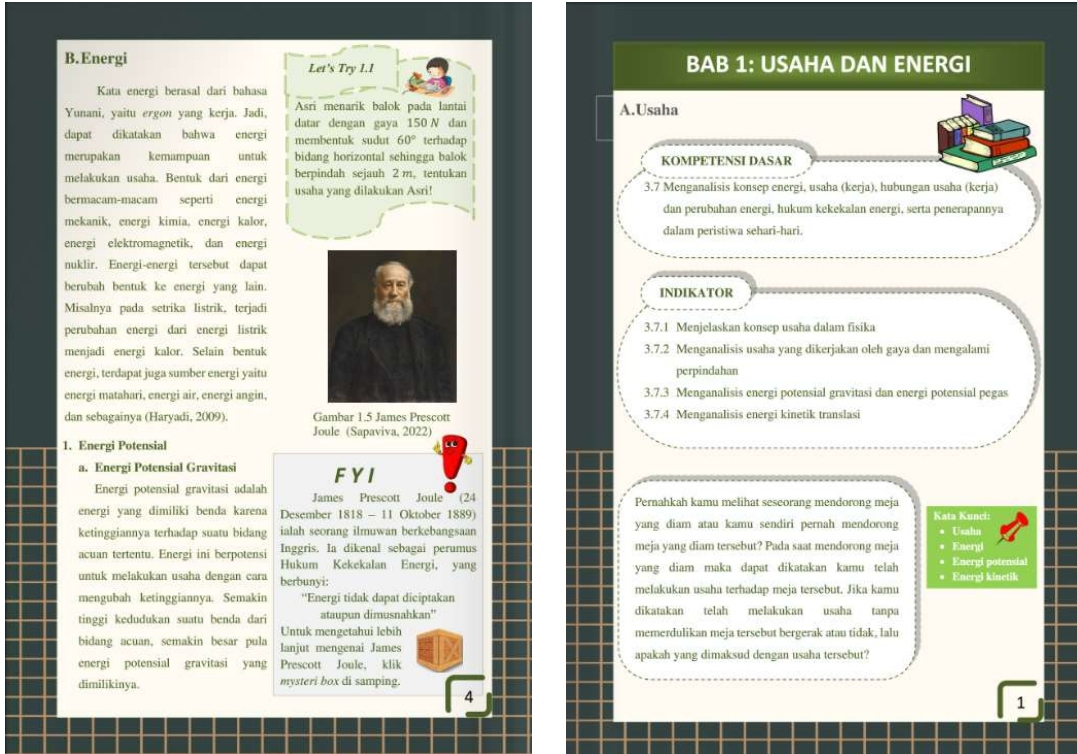 B.Energi
Kata energi berasal dari bahasa
Yunani, yaitu ergon yang kerja. Jadi,
dapat dikatakan bahwa energi
merupakan kemampuan untuk
melakukan usaha. Bentuk dari energi
bermacam-macam seperti energi
mekanik, energi kimia, energi kalor,
energi elektromagnetik, dan energi
nuklir. Energi-energi tersebut dapat
berubah bentuk ke energi yang lain.
Misalnya pada setrika listrik, terjadi
perubahan energi dari energi listrik
menjadi energi kalor. Selain bentuk
energi, terdapat juga sumber energi yaitu
energi matahari, energi air, energi angin,
dan sebagainya (Haryadi, 2009).
1. Energi Potensial
a. Energi Potensial Gravitasi
Energi potensial gravitasi adalah
energi yang dimiliki benda karena
ketinggiannya terhadap suatu bidang
acuan tertentu. Energi ini berpotensi
untuk melakukan usaha dengan cara
mengubah ketinggiannya. Semakin
tinggi kedudukan suatu benda dari
bidang acuan, semakin besar pula
energi potensial gravitasi yang
dimilikinya.
Let's Try 1.1
Asri menarik balok pada lantai
datar dengan gaya 150 N dan
membentuk sudut 60° terhadap
bidang horizontal sehingga balok
berpindah sejauh 2 m, tentukan
usaha yang dilakukan Asri!
Gambar 1.5 James Prescott
Joule (Sapaviva, 2022)
F Y I
James Prescott Joule (24
Desember 1818 – 11 Oktober 1889)
ialah seorang ilmuwan berkebangsaan
Inggris. Ia dikenal sebagai perumus
Hukum Kekekalan Energi, yang
berbunyi:
"Energi tidak dapat diciptakan
ataupun dimusnahkan"
Untuk mengetahui lebih
lanjut mengenai James
Prescott Joule, klik
mysteri box di samping.
4
BAB 1: USAHA DAN ENERGI
A.Usaha
KOMPETENSI DASAR
3.7 Menganalisis konsep energi, usaha (kerja), hubungan usaha (kerja)
dan perubahan energi, hukum kekekalan energi, serta penerapannya
dalam peristiwa sehari-hari.
INDIKATOR
3.7.1 Menjelaskan konsep usaha dalam fisika
3.7.2 Menganalisis usaha yang dikerjakan oleh gaya dan mengalami
perpindahan
3.7.3 Menganalisis energi potensial gravitasi dan energi potensial pegas
3.7.4 Menganalisis energi kinetik translasi
Pernahkah kamu melihat seseorang mendorong meja
yang diam atau kamu sendiri pernah mendorong
meja yang diam tersebut? Pada saat mendorong meja
yang diam maka dapat dikatakan kamu telah
melakukan usaha terhadap meja tersebut. Jika kamu
dikatakan telah melakukan usaha tanpa
memerdulikan meja tersebut bergerak atau tidak, lalu
apakah yang dimaksud dengan usaha tersebut?
Kata Kunci:
• Usaha
• Energi
• Energi potensial
• Energi kinetik
1